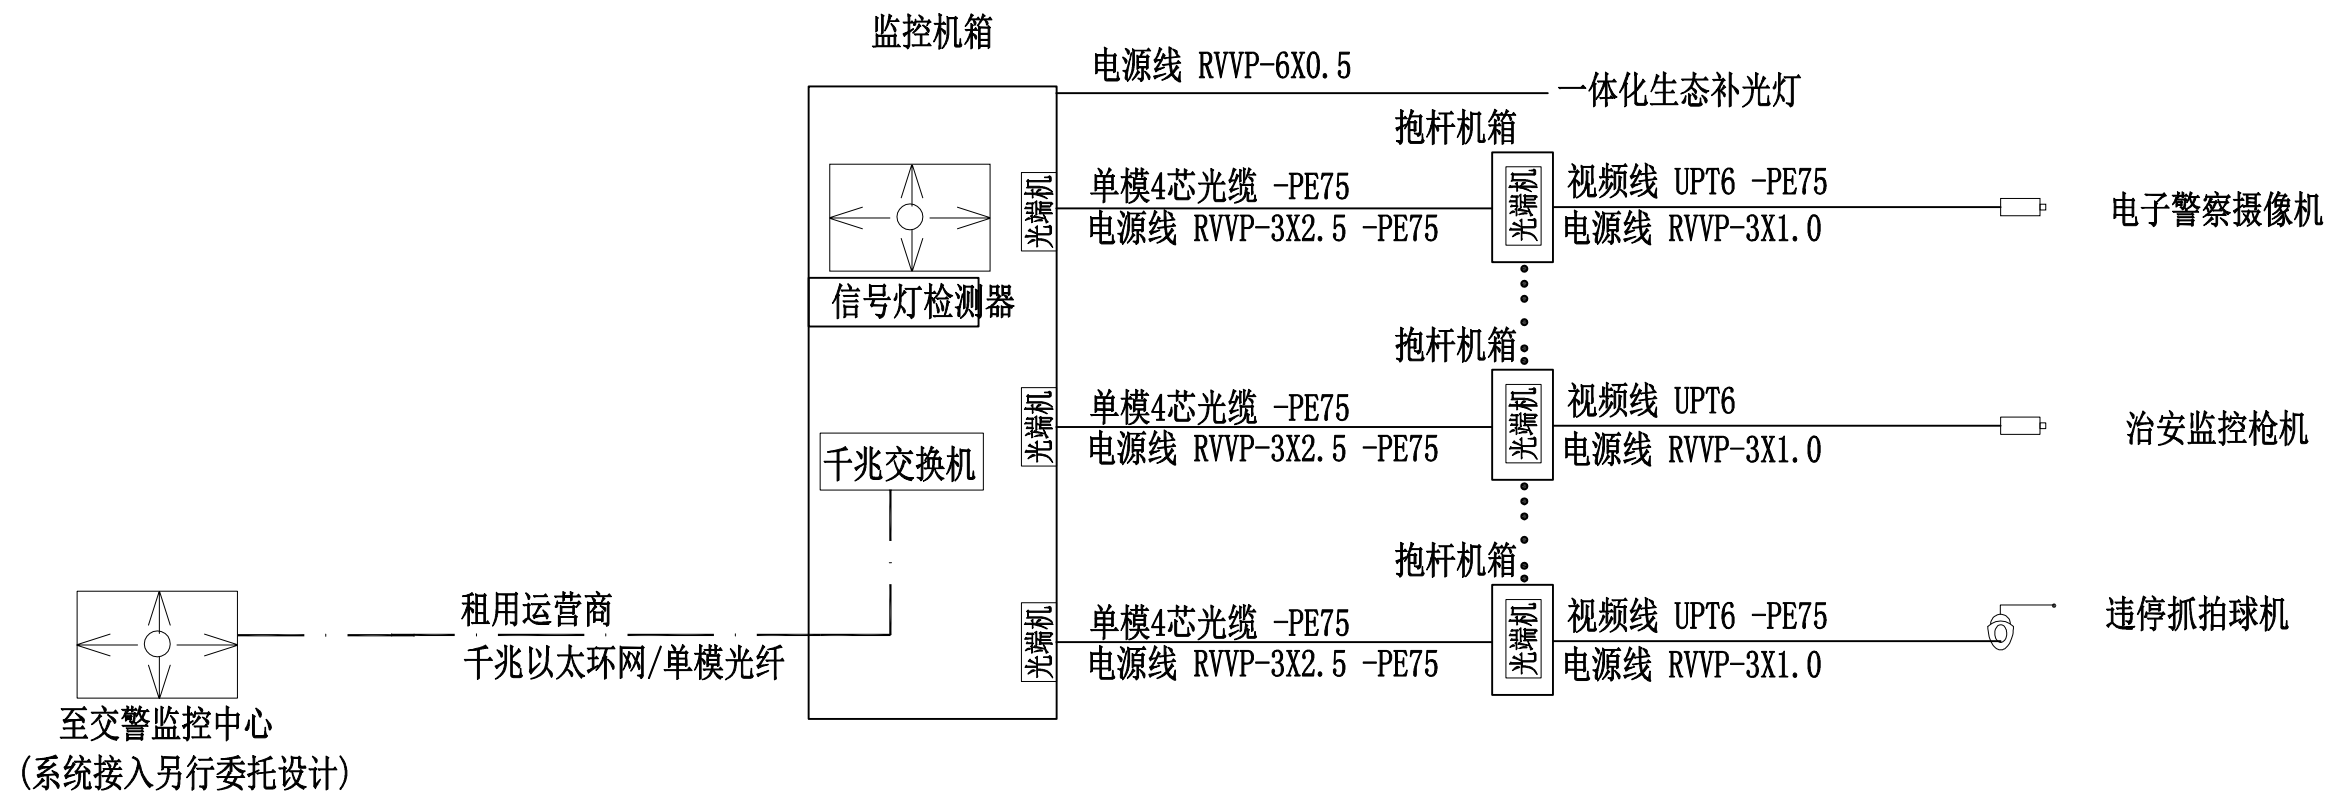 监控机箱
电源线 RVVP-6X0.5
一体化生态补光灯
抱杆机箱
光端机
单模4芯光缆 -PE75
电源线 RVVP-3X2.5 -PE75
光端机
视频线 UPT6 -PE75
电源线 RVVP-3X1.0
电子警察摄像机
信号灯检测器
抱杆机箱
光端机
单模4芯光缆 -PE75
电源线 RVVP-3X2.5 -PE75
光端机
视频线 UPT6
电源线 RVVP-3X1.0
治安监控枪机
千兆交换机
抱杆机箱
光端机
单模4芯光缆 -PE75
电源线 RVVP-3X2.5 -PE75
光端机
视频线 UPT6 -PE75
电源线 RVVP-3X1.0
违停抓拍球机
租用运营商
千兆以太环网/单模光纤
至交警监控中心
(系统接入另行委托设计)